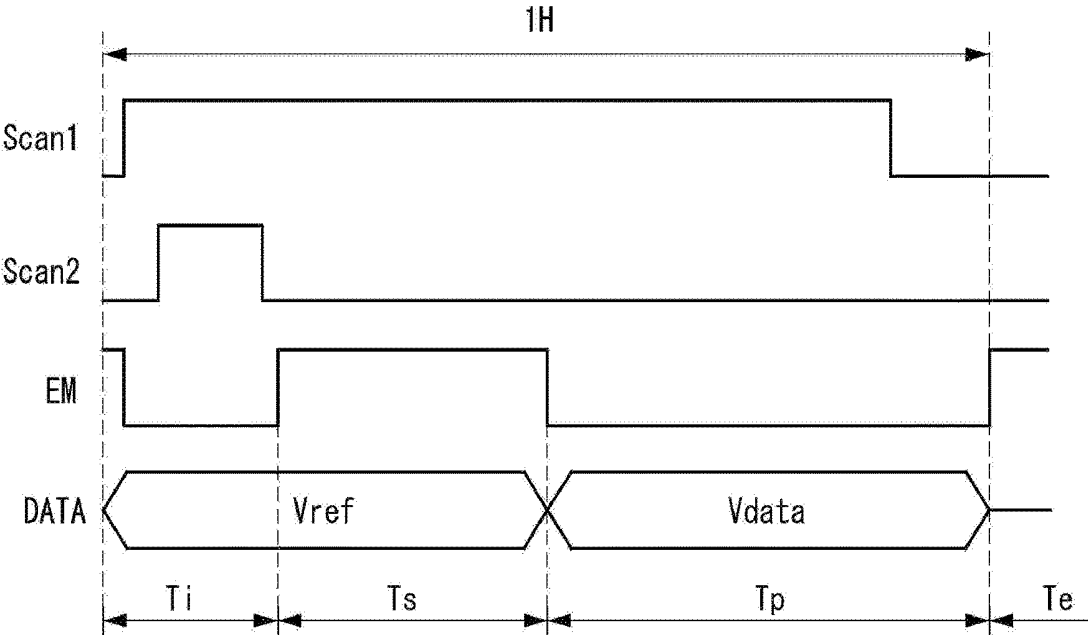 1H
Scan1
Scan2
EM
DATA Vref Vdata
Ti Ts Tp Te